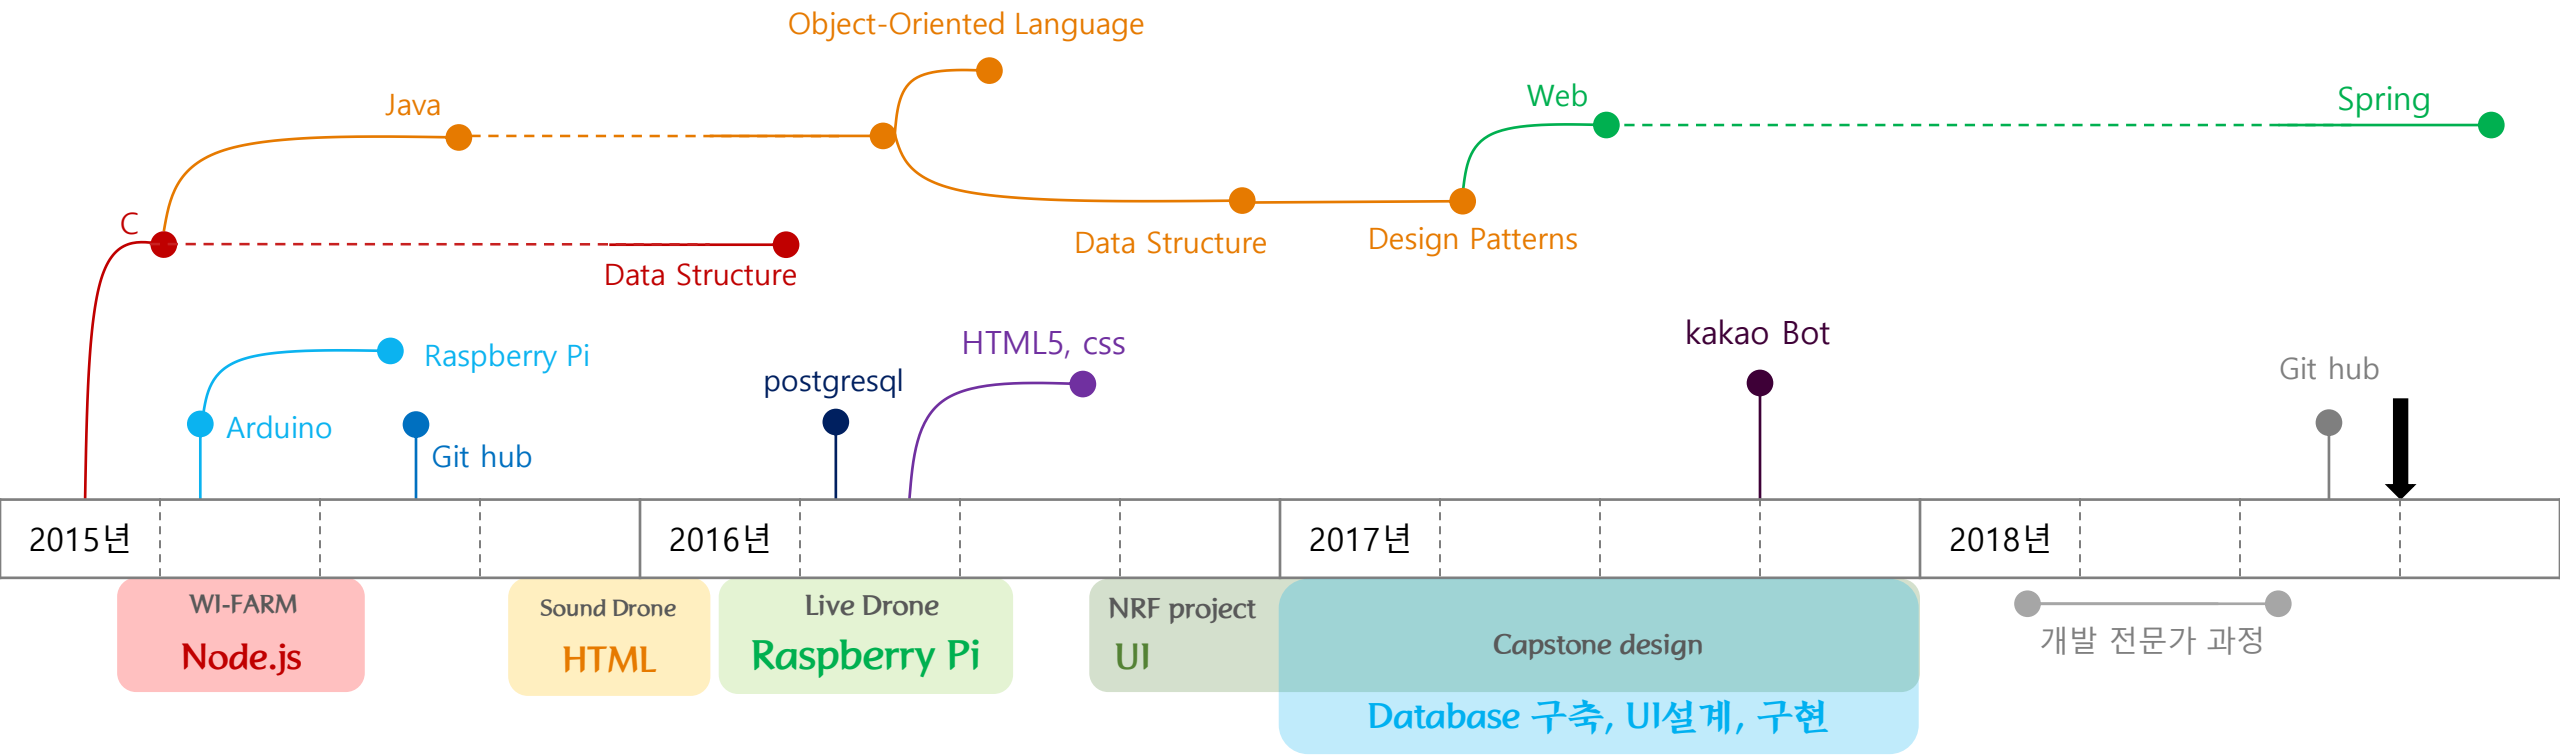 Object-Oriented Language
Java
Web
Spring
C
Data Structure
Data Structure
Design Patterns
Raspberry Pi
Arduino
Git hub
postgresql
HTML5, css
kakao Bot
Git hub
2015년
2016년
2017년
2018년
WI-FARM
Node.js
Sound Drone
HTML
Live Drone
Raspberry Pi
NRF project
UI
Capstone design
Database 구축, UI설계, 구현
개발 전문가 과정